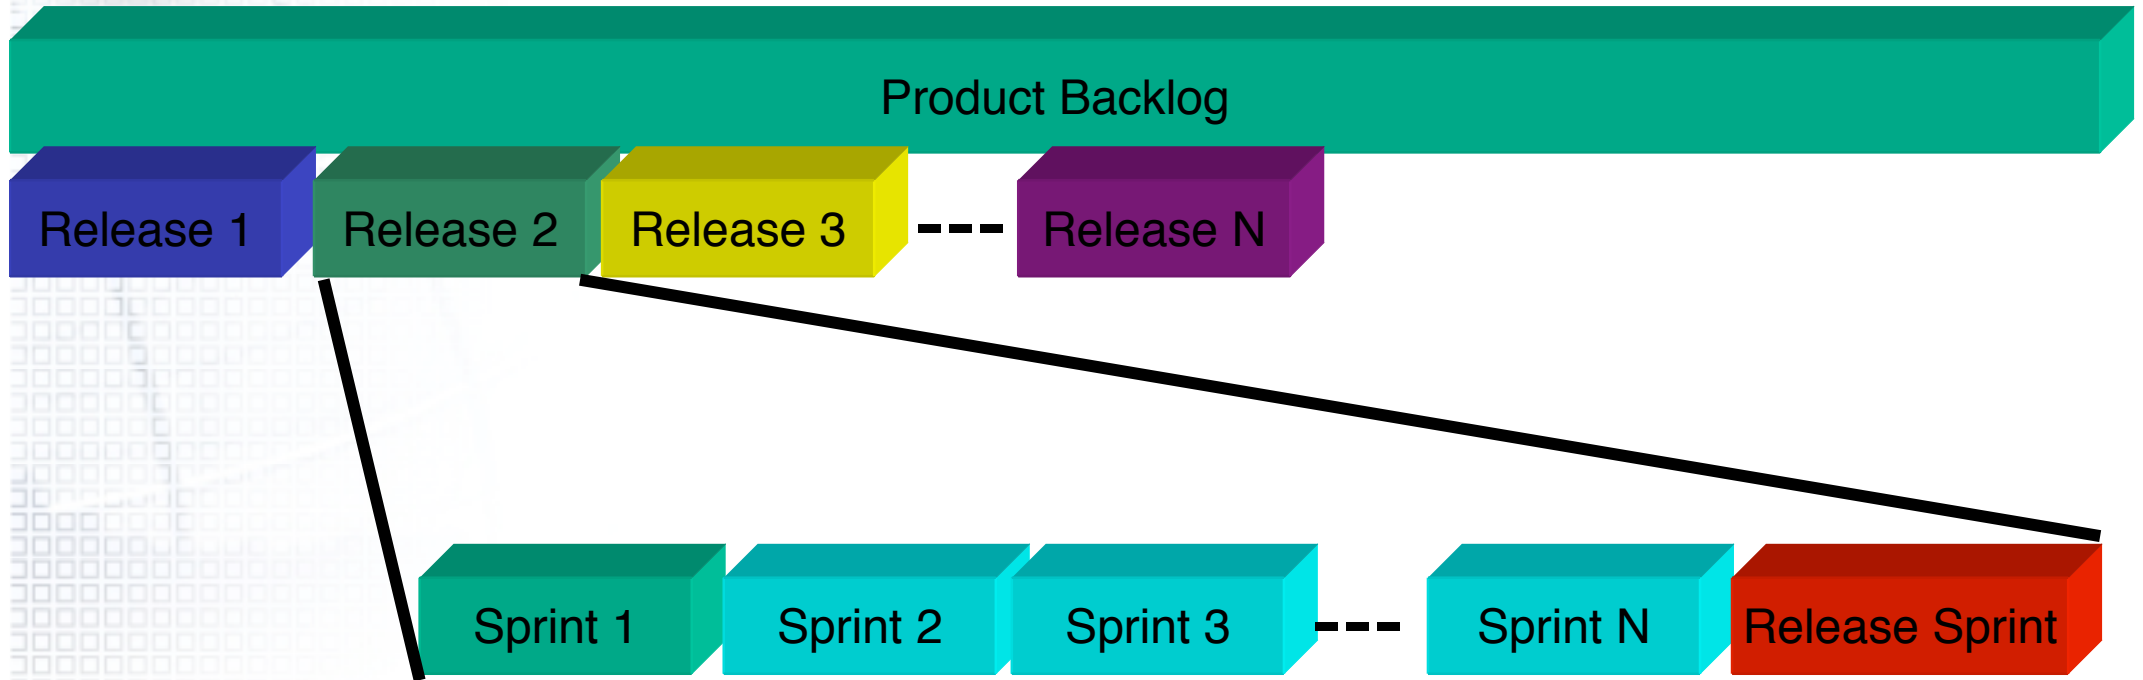 Product Backlog
Release 1
Release 2
Release 3
Release N
Sprint 1
Sprint 2
Sprint 3
Sprint N
Release Sprint